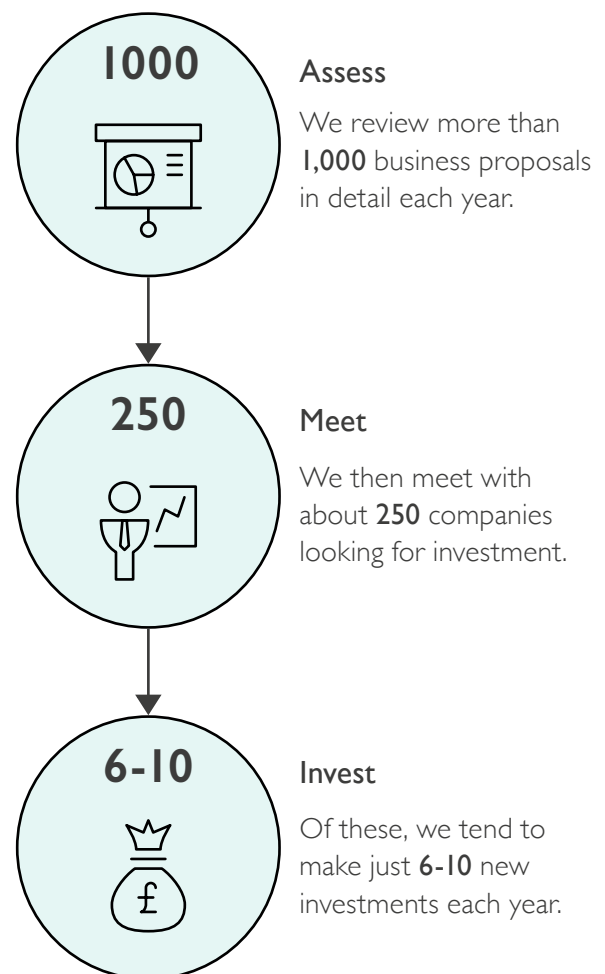 1000
Assess
We review more than
1,000 business proposals
in detail each year.
250
Meet
We then meet with
about 250 companies
looking for investment.
6-10
Invest
Of these, we tend to
make just 6-10 new
investments each year.
£